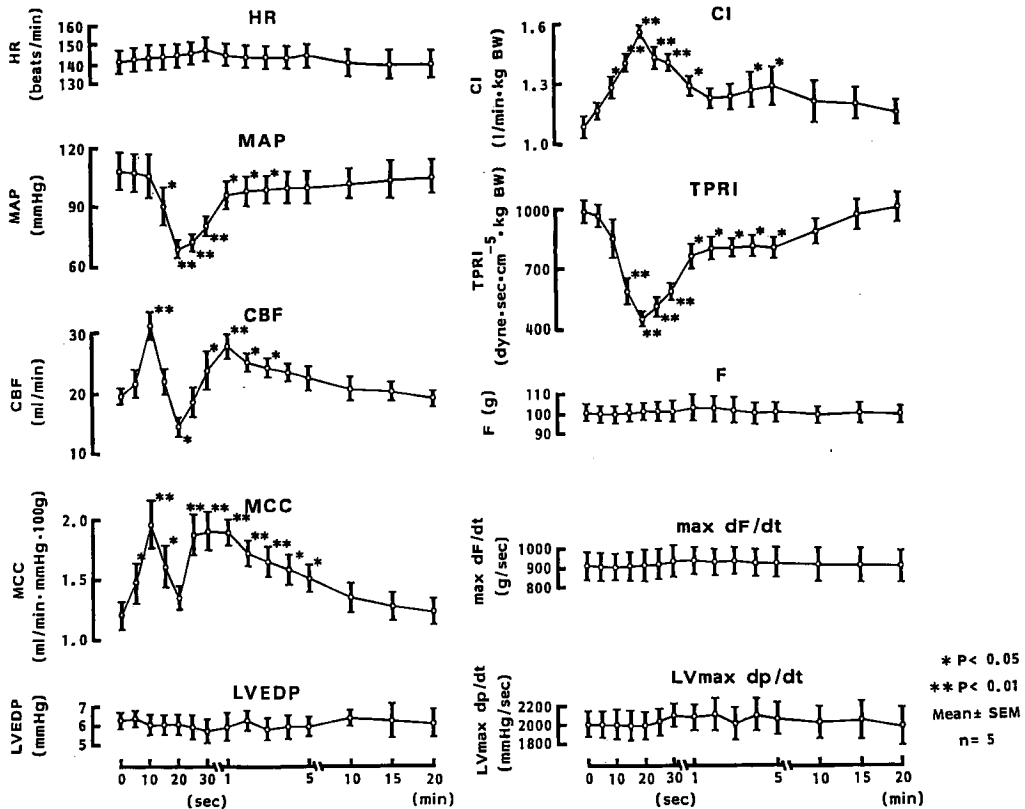 HR
HR
(beats/min)
160
150
140
130
MAP
MAP
(mmHg)
120
90
60
*
**
**
**
*
*
*
CBF
CBF
(ml/min)
30
20
10
**
*
*
**
*
*
MCC
MCC
(ml/min·mmHg·100g)
2.0
1.5
1.0
*
**
*
**
**
**
**
**
*
*
LVEDP
LVEDP
(mmHg)
7
6
5
0 10 20 30 1 5 10 15 20
(sec) (min)
CI
CI
(l/min·kg BW)
1.6
1.3
1.0
*
**
**
**
**
*
*
*
TPRI
TPRI
(dyne·sec·cm⁻⁵·kg BW)
1000
700
400
**
**
**
**
*
*
*
*
*
F
F (g)
110
100
90
max dF/dt
max dF/dt
(g/sec)
1000
900
800
LVmax dp/dt
LVmax dp/dt
(mmHg/sec)
2200
2000
1800
0 10 20 30 1 5 10 15 20
(sec) (min)
* P< 0.05
** P< 0.01
Mean± SEM
n= 5